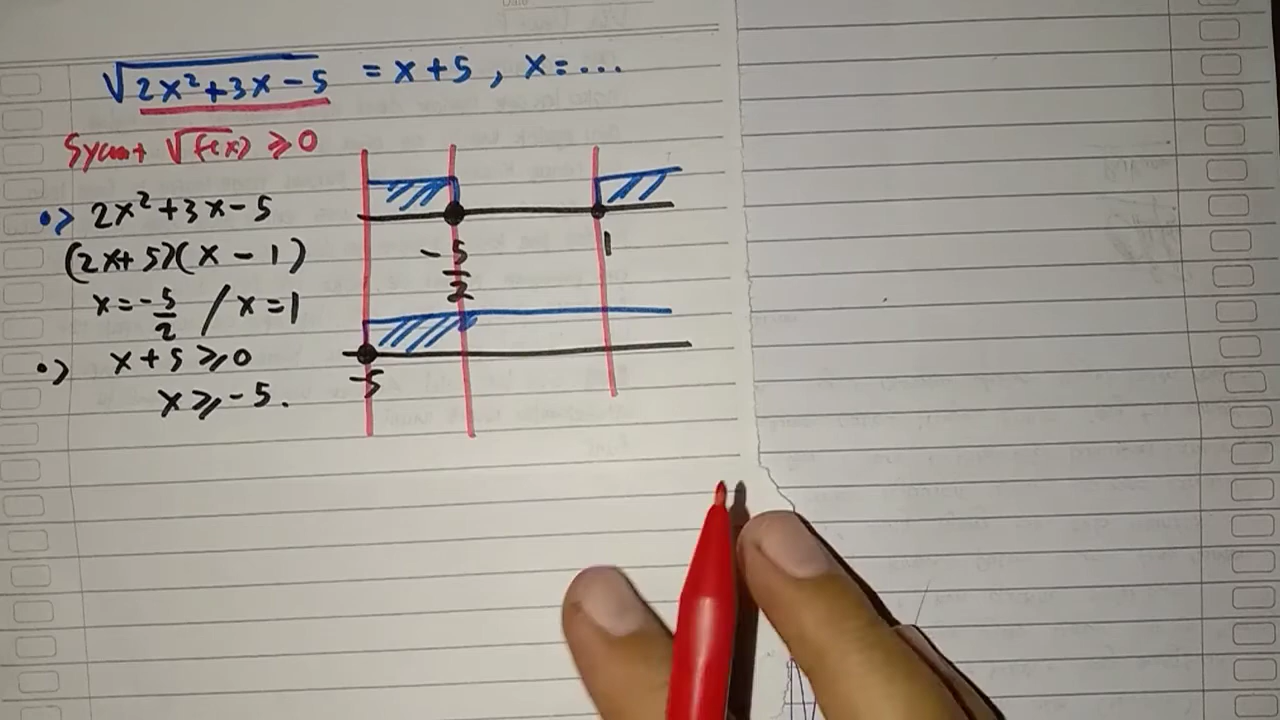 √2x²+3x-5 = x+5, x=...
Syarat √f(x) ⩾ 0
•> 2x²+3x-5
(2x+5)(x-1)
x=-5/2 / x=1
•> x+5 ⩾ 0
x ⩾ -5.
-5/2
1
-5